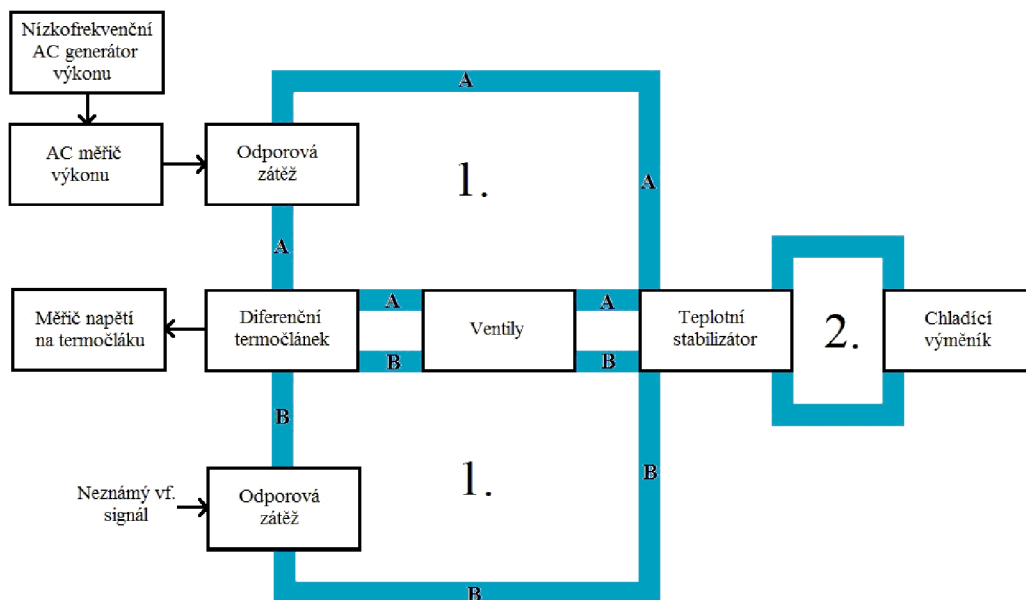 Nízkofrekvenční
AC generátor
výkonu
A
AC měřič
výkonu
Odporová
zátěž
1.
A
A
Měřič napětí
na termočláku
Diferenční
termočlánek
A
B
Ventily
A
B
Teplotní
stabilizátor
2.
Chladící
výměník
B
B
Neznámý vf.
signál
Odporová
zátěž
1.
B